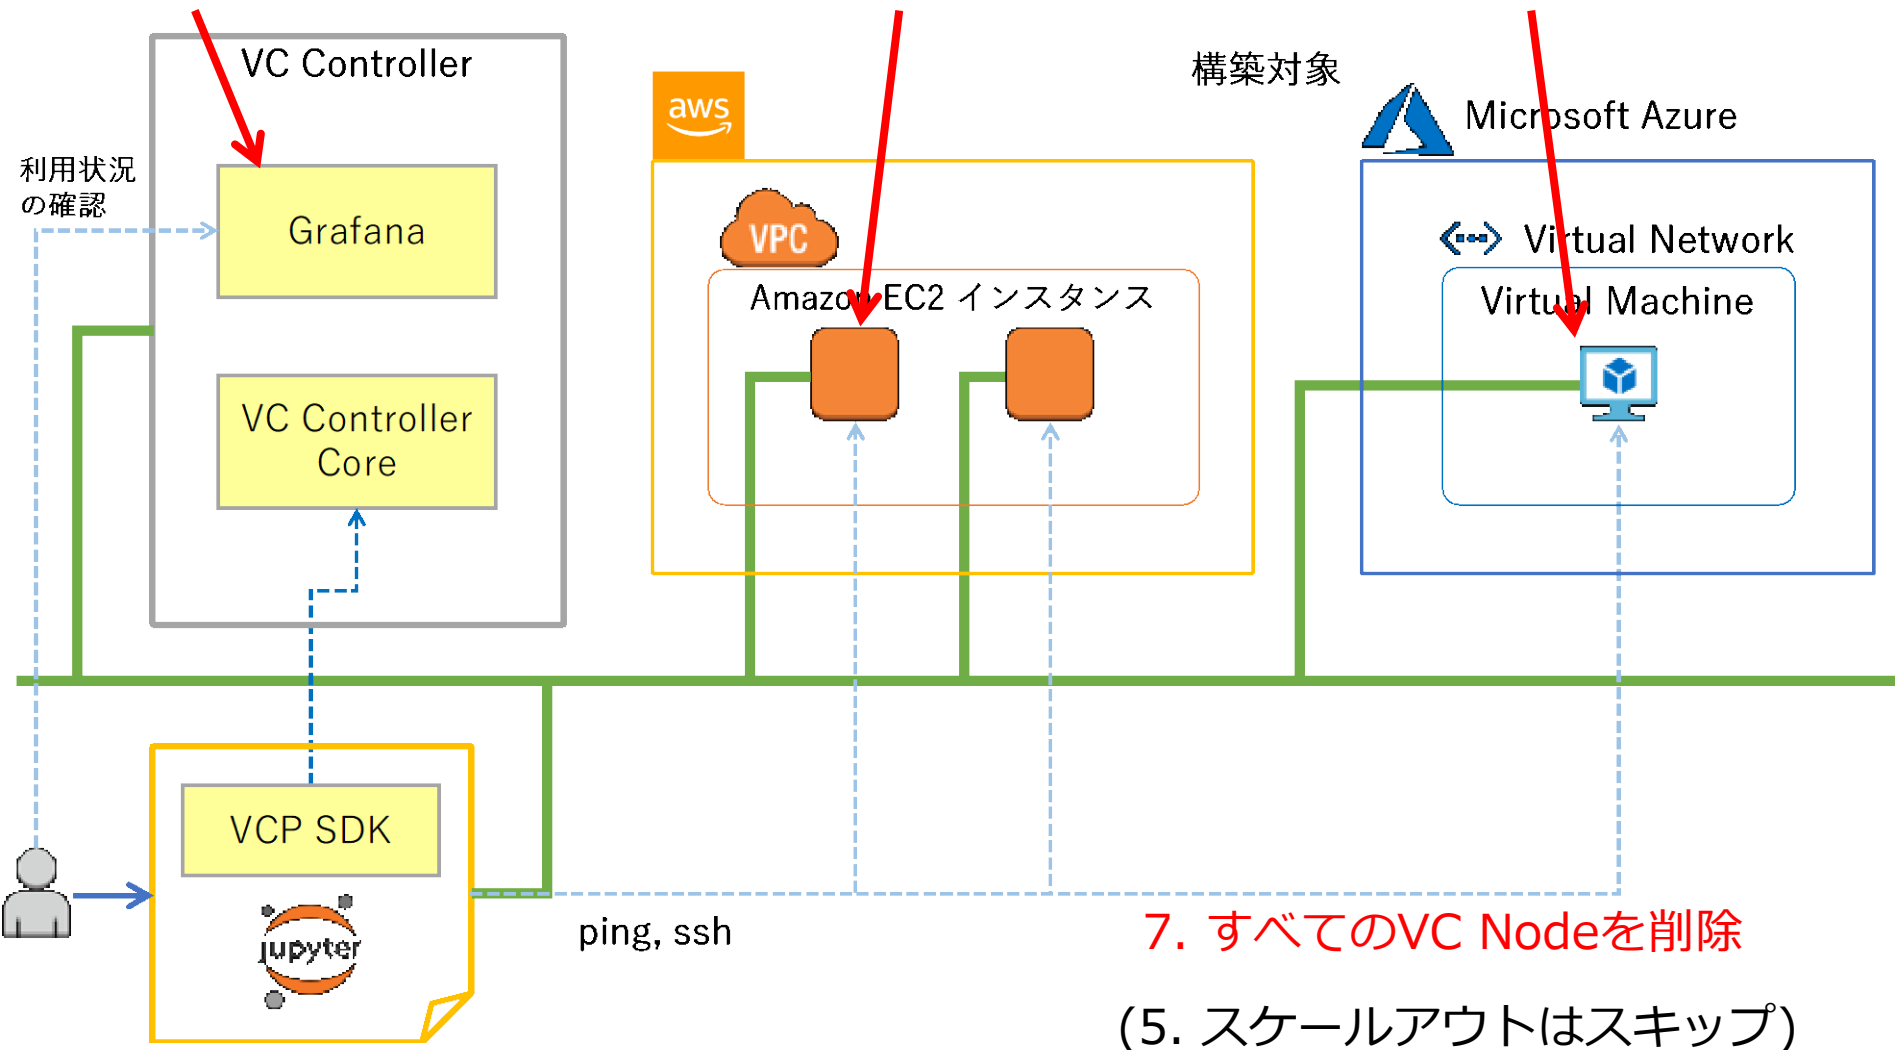 VC Controller
構築対象
aws
Microsoft Azure
利用状況
の確認
Grafana
VPC
Virtual Network
Amazon EC2 インスタンス
Virtual Machine
VC Controller
Core
VCP SDK
jupyter
ping, ssh
7. すべてのVC Nodeを削除
(5. スケールアウトはスキップ)